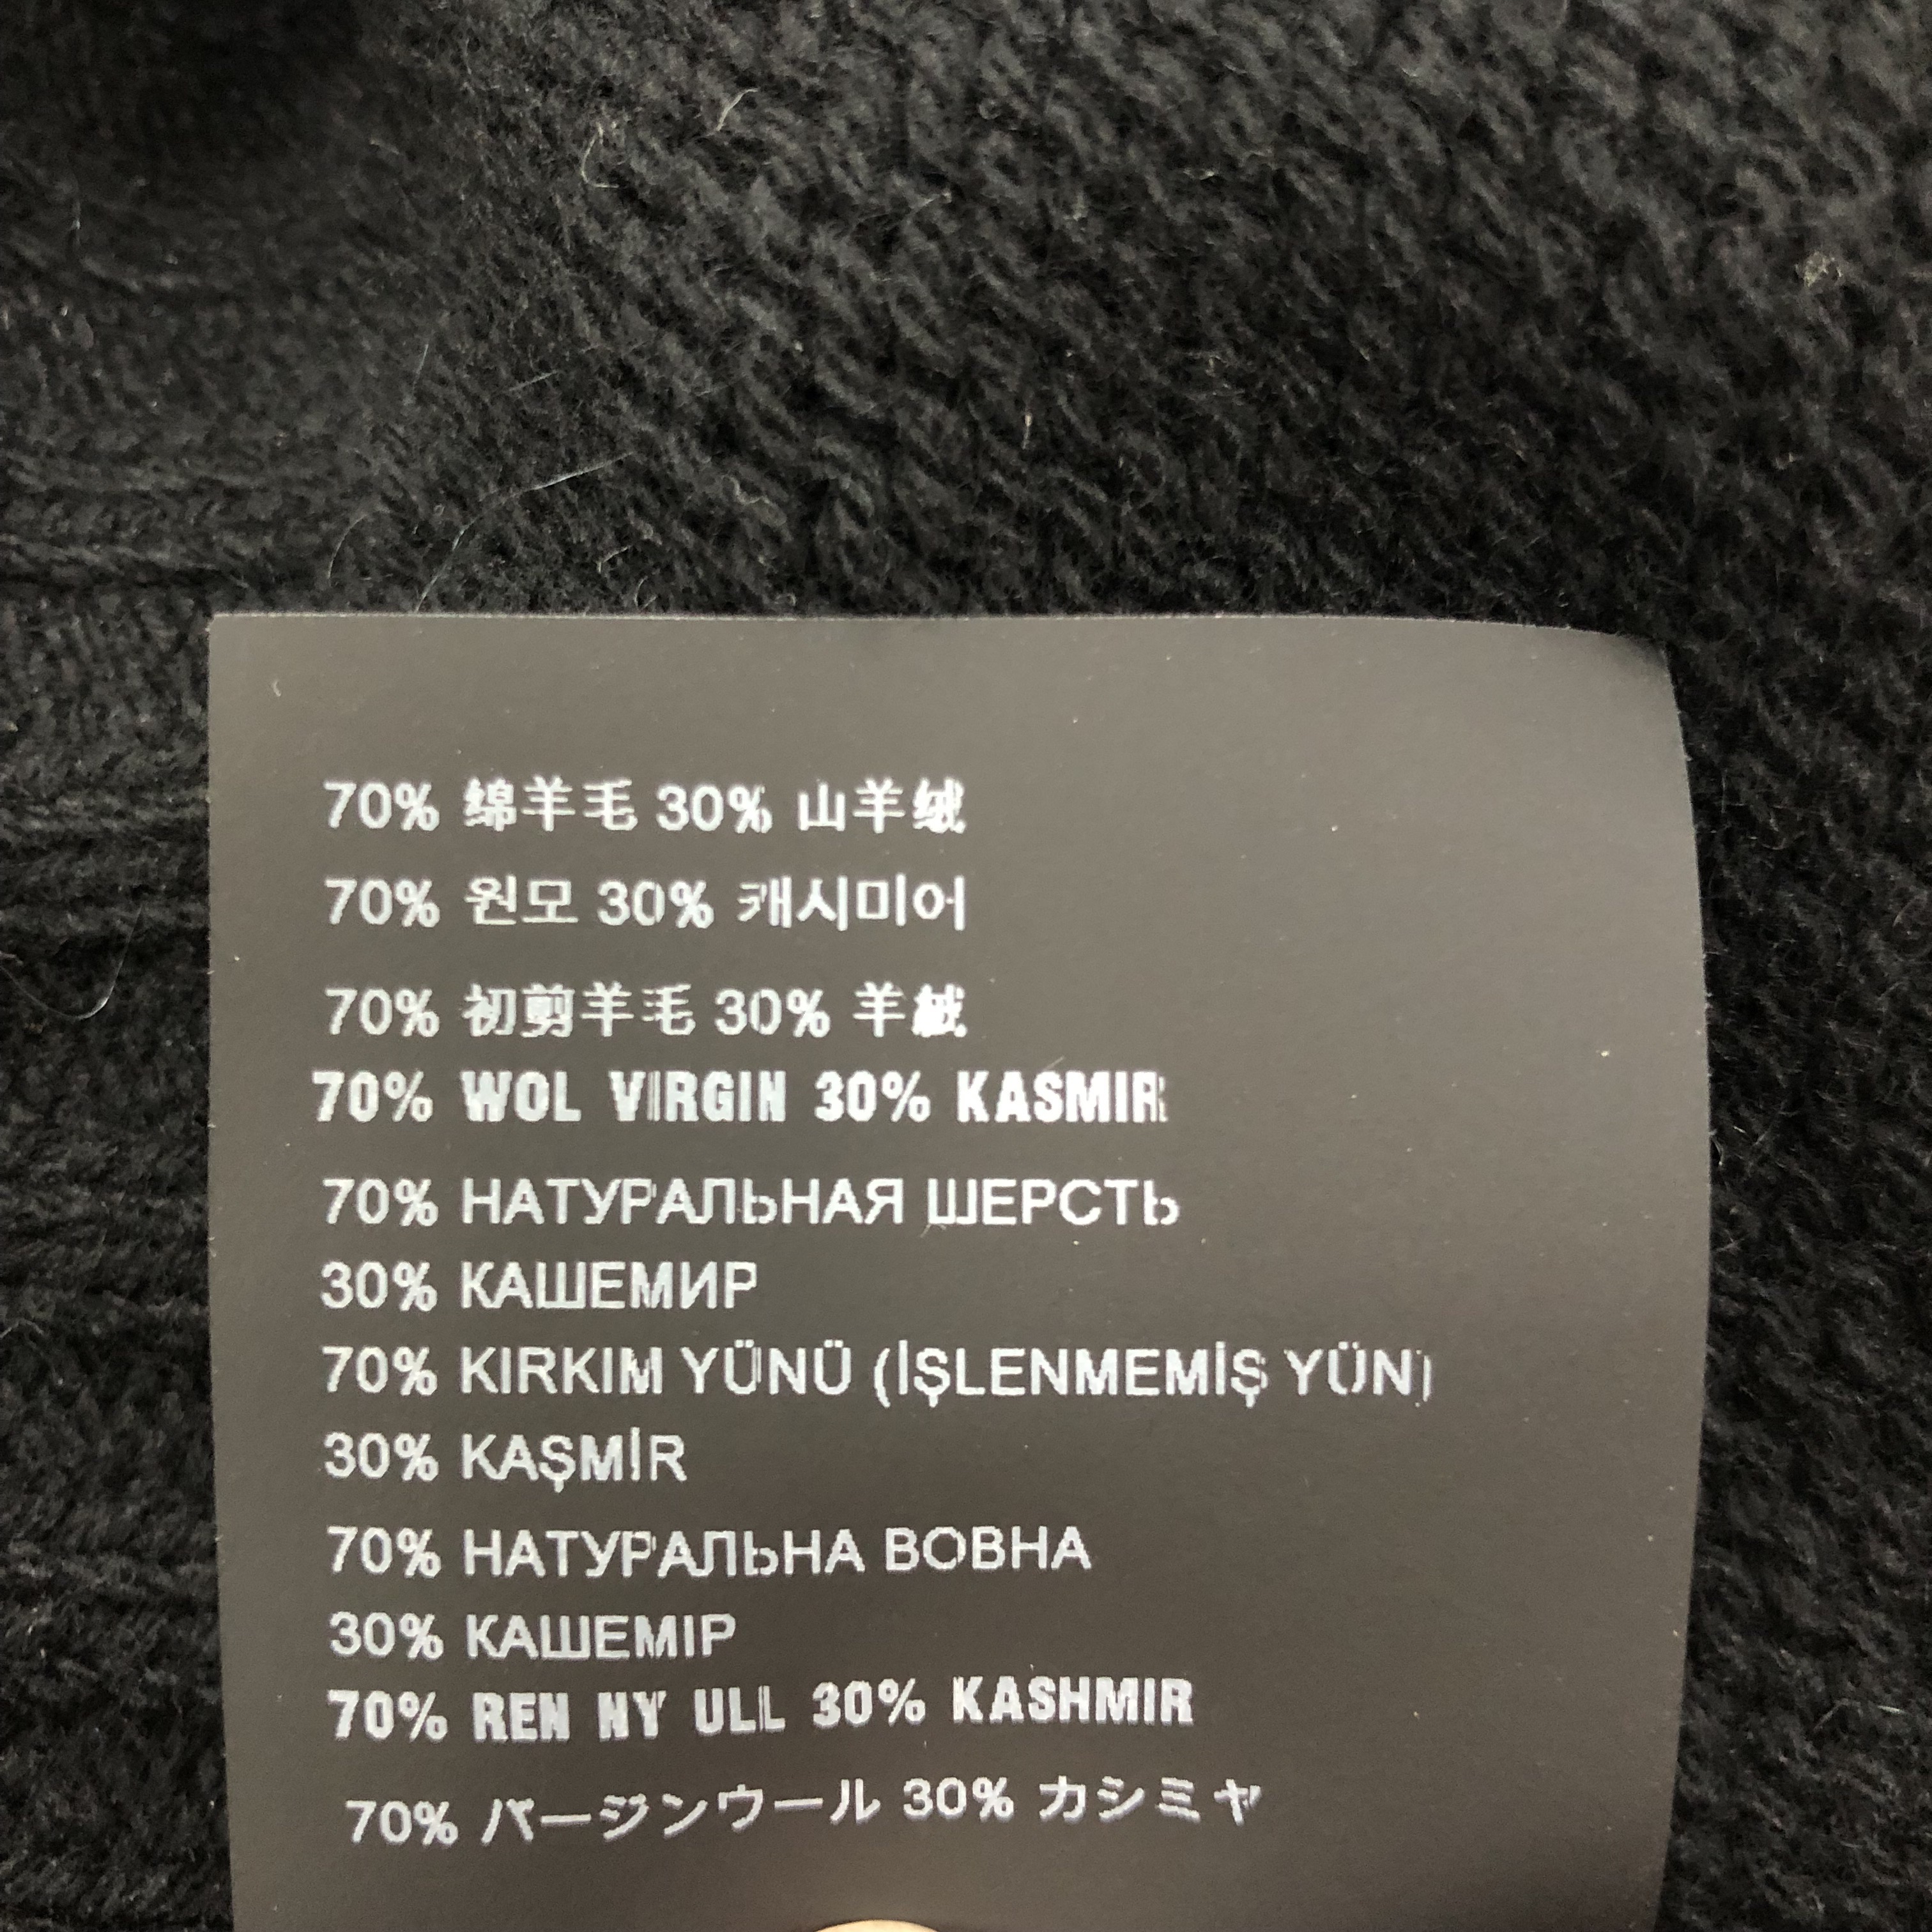 70% 绵羊毛 30% 山羊绒
70% 원모 30% 캐시미어
70% 初剪羊毛 30% 羊絨
70% WOL VIRGIN 30% KASMIR
70% НАТУРАЛЬНАЯ ШЕРСТЬ
30% КАШЕМИР
70% KIRKIM YÜNÜ (İŞLENMEMİŞ YÜN)
30% KAŞMİR
70% НАТУРАЛЬНА ВОВНА
30% КАШЕМІР
70% REN NY ULL 30% KASHMIR
70% バージンウール 30% カシミヤ